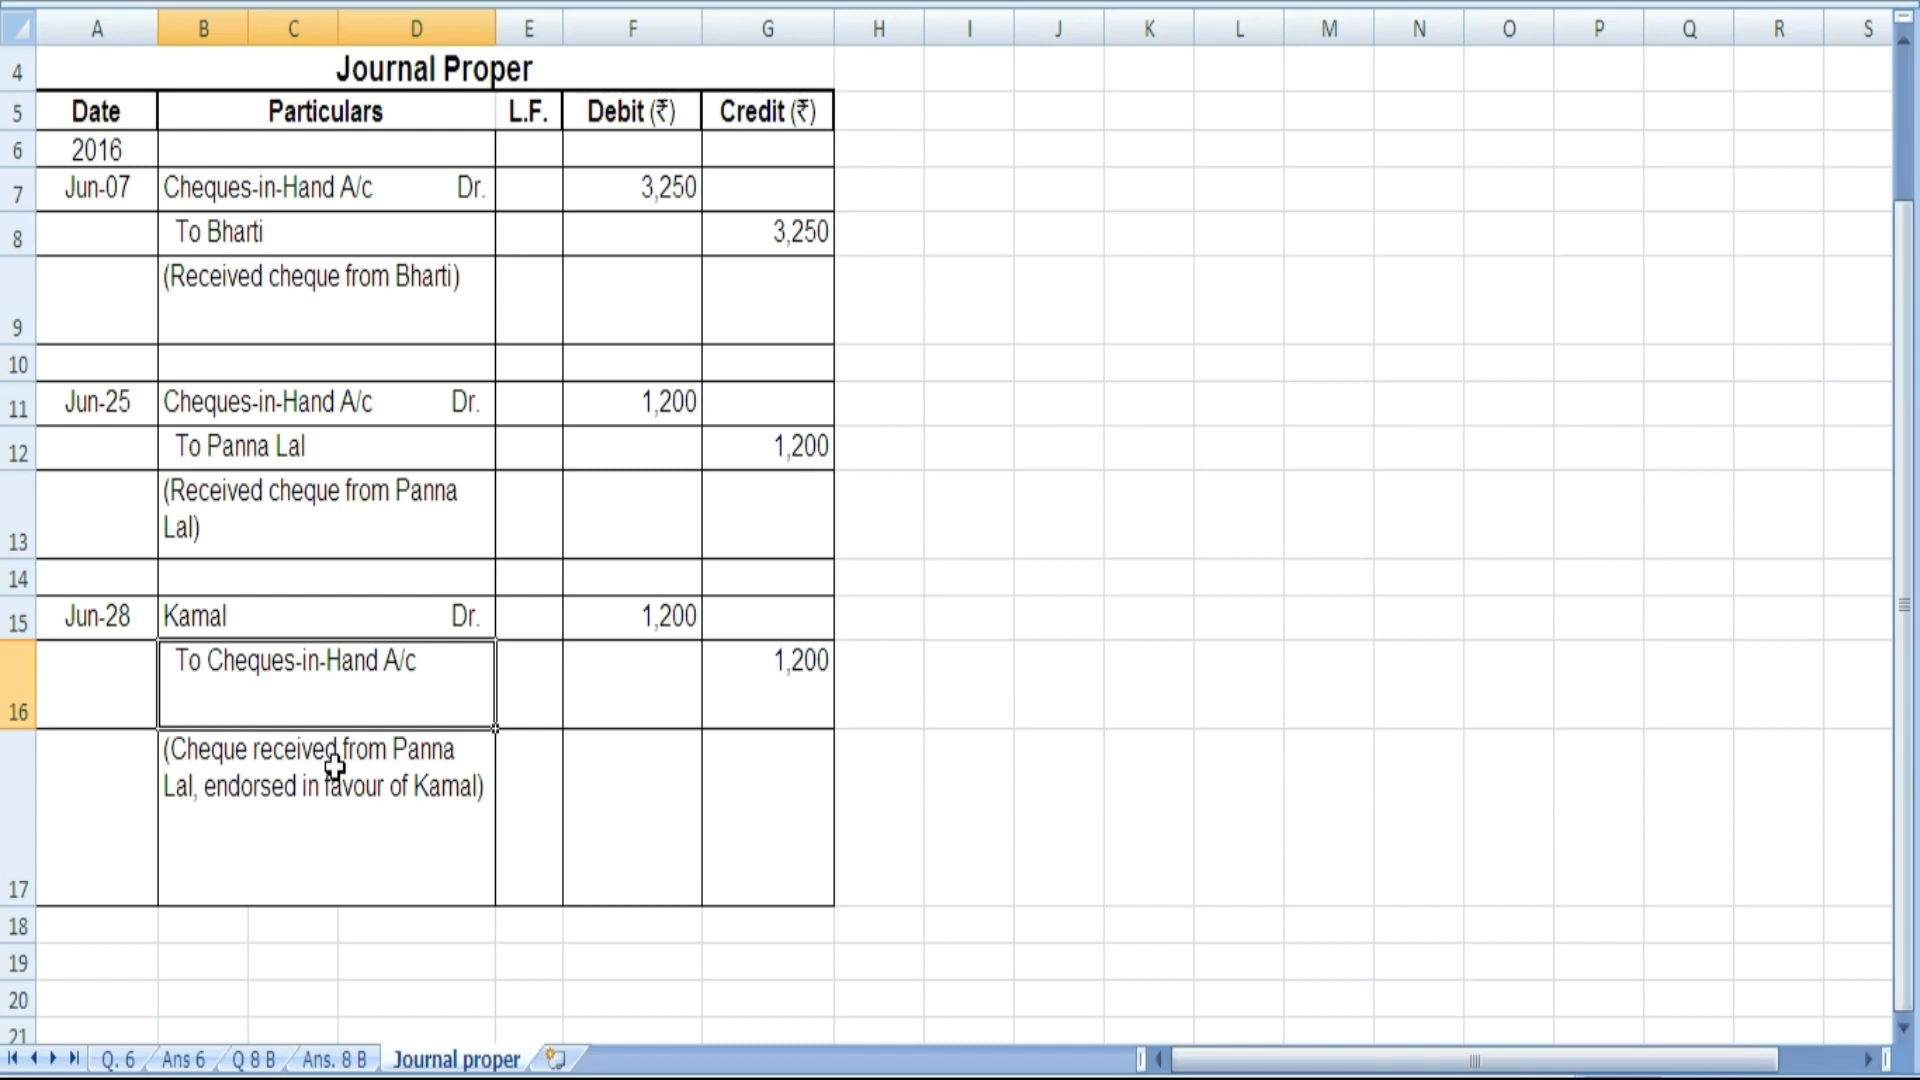 A B C D E F G H I J K L M N O P Q R S
4 Journal Proper
5 Date Particulars L.F. Debit (₹) Credit (₹)
6 2016
7 Jun-07 Cheques-in-Hand A/c Dr. 3,250
8 To Bharti 3,250
(Received cheque from Bharti)
9
10
11 Jun-25 Cheques-in-Hand A/c Dr. 1,200
12 To Panna Lal 1,200
(Received cheque from Panna
Lal)
13
14
15 Jun-28 Kamal Dr. 1,200
To Cheques-in-Hand A/c 1,200
16
(Cheque received from Panna
Lal, endorsed in favour of Kamal)
17
18
19
20
21
Q. 6 Ans 6 Q 8 B Ans. 8 B Journal proper